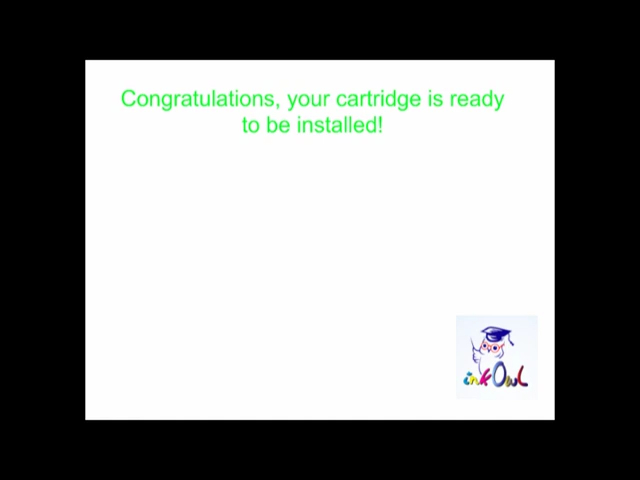 Congratulations, your cartridge is ready
to be installed!
inkOwl